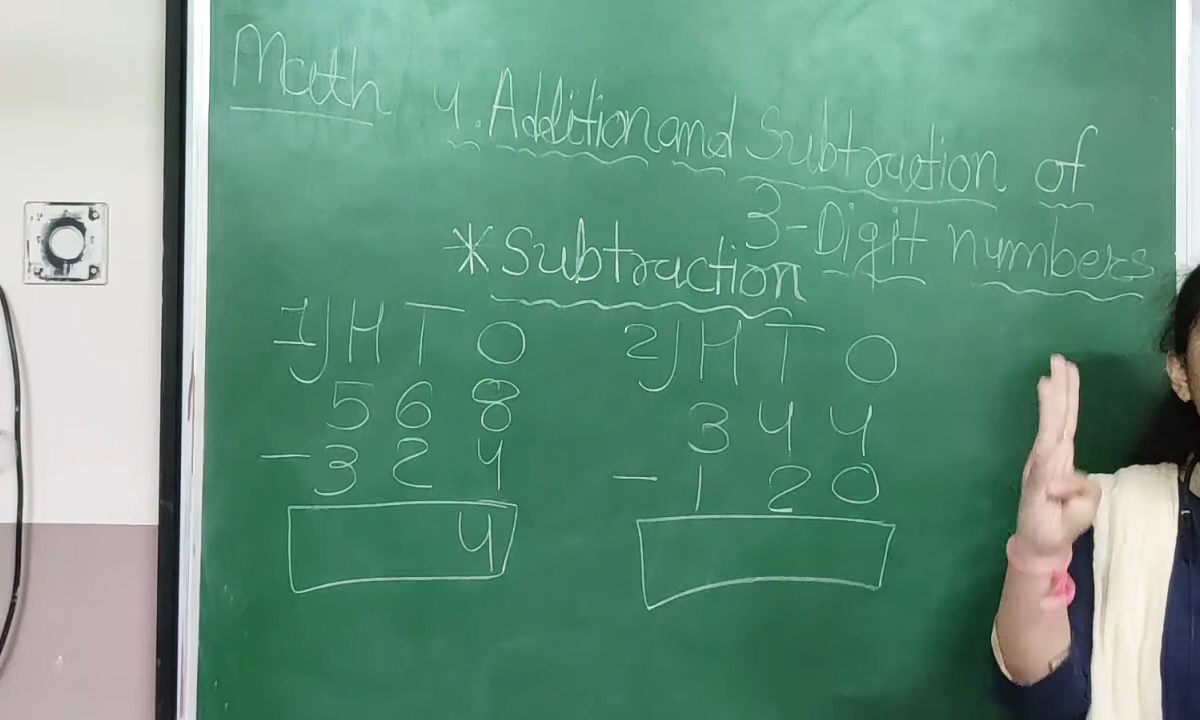 Math 4. Addition and Subtraction of
3-Digit numbers
*Subtraction
1) H T O
5 6 8
- 3 2 4
4
2) H T O
3 4 4
- 1 2 0